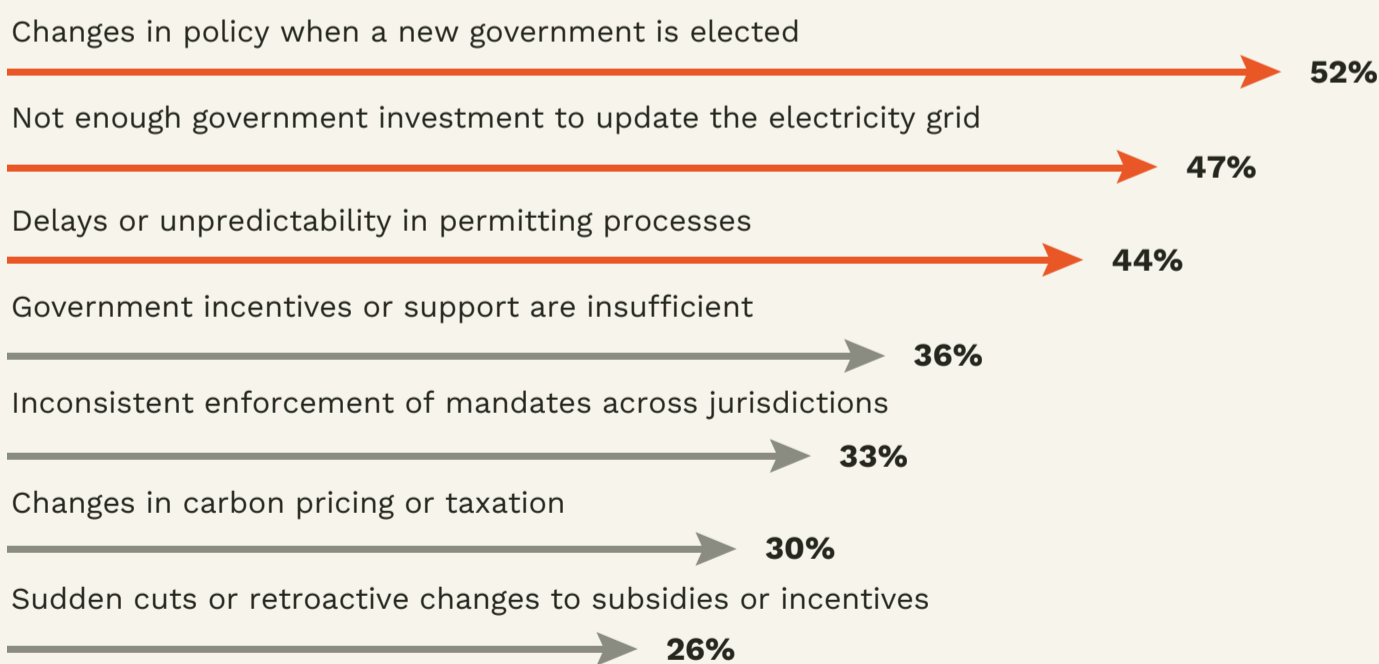 Changes in policy when a new government is elected
52%
Not enough government investment to update the electricity grid
47%
Delays or unpredictability in permitting processes
44%
Government incentives or support are insufficient
36%
Inconsistent enforcement of mandates across jurisdictions
33%
Changes in carbon pricing or taxation
30%
Sudden cuts or retroactive changes to subsidies or incentives
26%